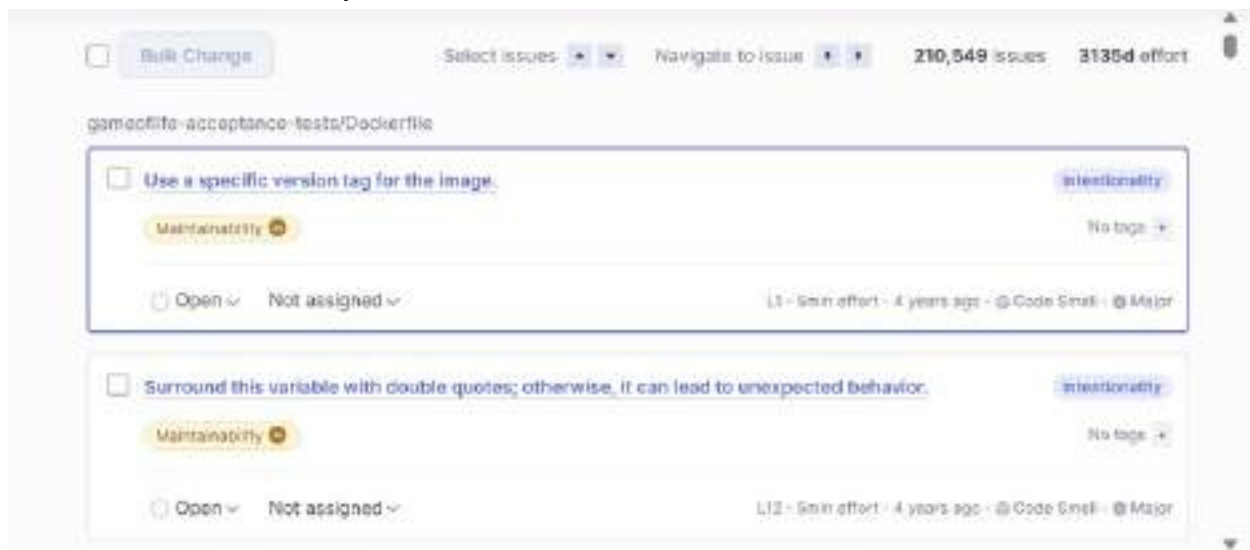 Bulk Change Select issues Navigate to issue 210,549 issues 3135d effort
gameoflife-acceptance-tests/Dockerfile
Use a specific version tag for the image. Intentionality
Maintainability No tags +
Open Not assigned L1 • 5min effort • 4 years ago • Code Smell • Major
Surround this variable with double quotes; otherwise, it can lead to unexpected behavior. Intentionality
Maintainability No tags +
Open Not assigned L12 • 5min effort • 4 years ago • Code Smell • Major